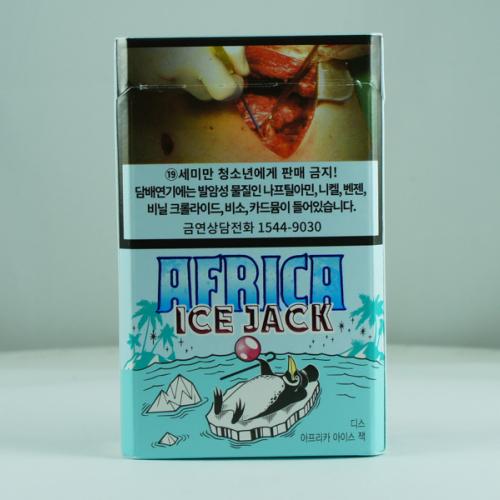 ⑲세미만 청소년에게 판매 금지!
담배연기에는 발암성 물질인 나프틸아민, 니켈, 벤젠,
비닐 크롤라이드, 비소, 카드뮴이 들어있습니다.
금연상담전화 1544-9030
AFRICA
ICE JACK
디스
아프리카 아이스 잭